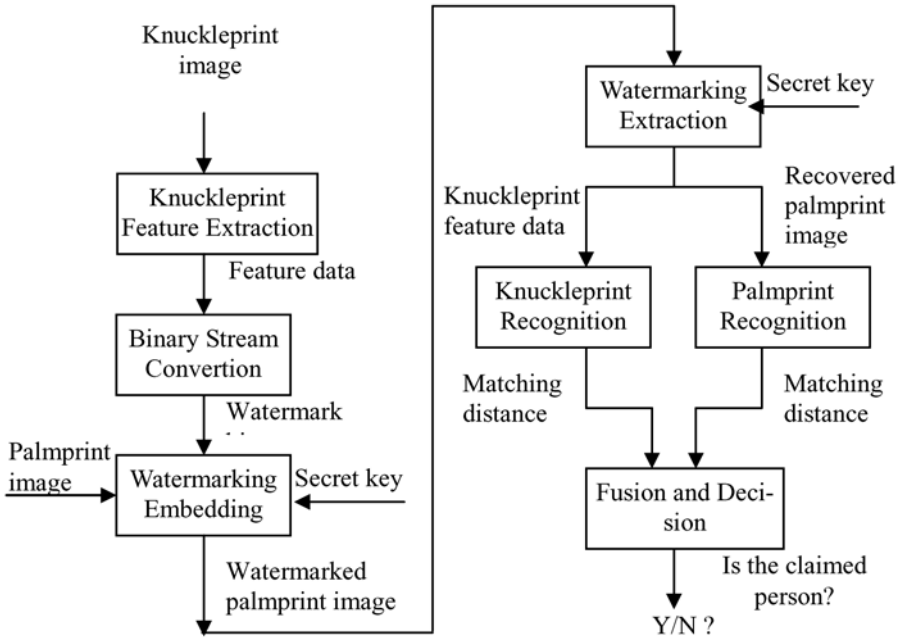 Knuckleprint
image
Knuckleprint
Feature Extraction
Feature data
Binary Stream
Convertion
Watermark
Palmprint
image
Watermarking
Embedding
Secret key
Watermarked
palmprint image
Watermarking
Extraction
Secret key
Knuckleprint
feature data
Recovered
palmprint
image
Knuckleprint
Recognition
Palmprint
Recognition
Matching
distance
Matching
distance
Fusion and Deci-
sion
Is the claimed
person?
Y/N ?